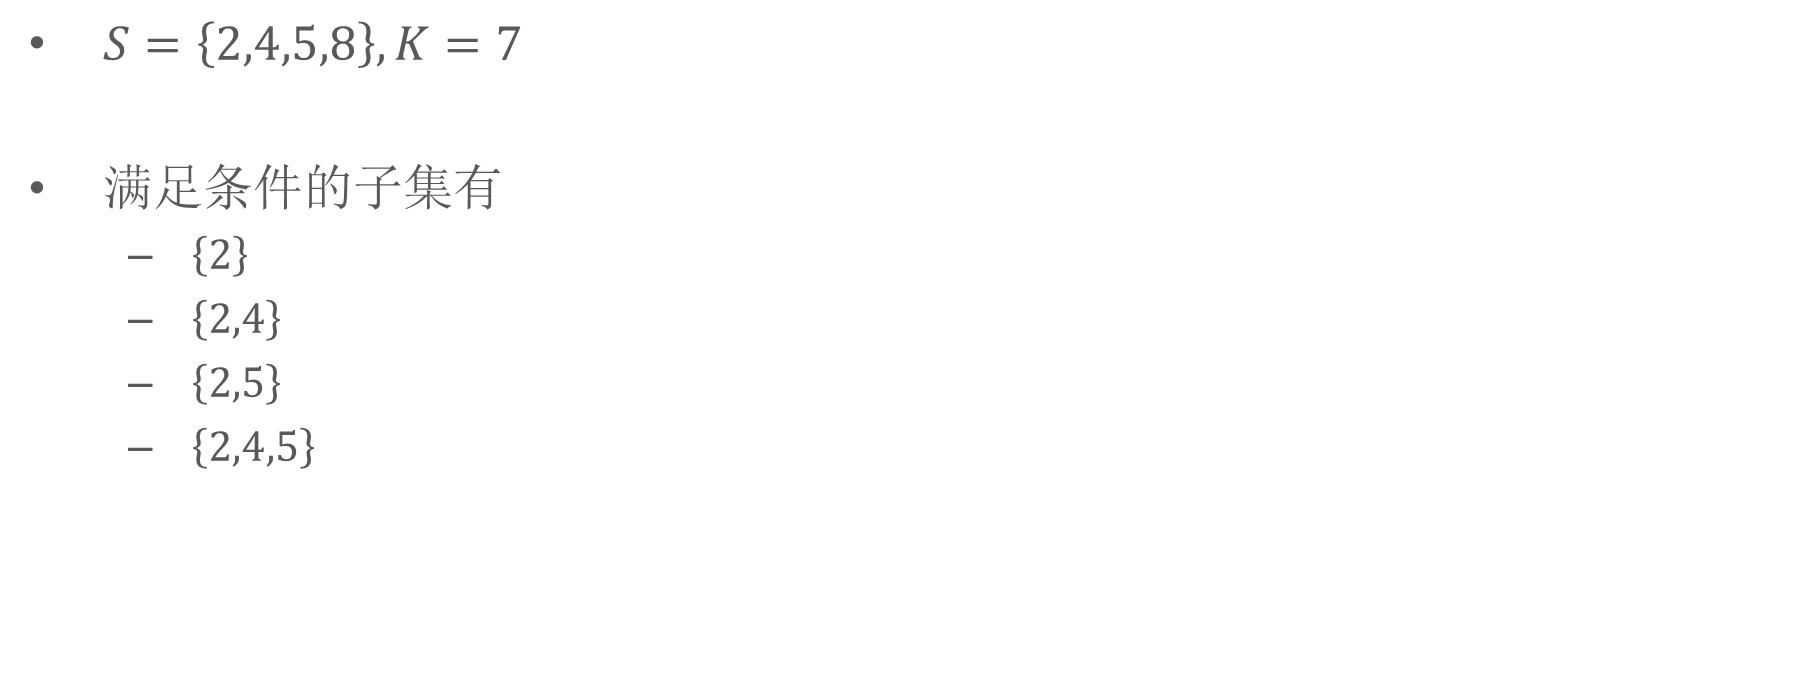 • S = {2,4,5,8}, K = 7
• 满足条件的子集有
– {2}
– {2,4}
– {2,5}
– {2,4,5}